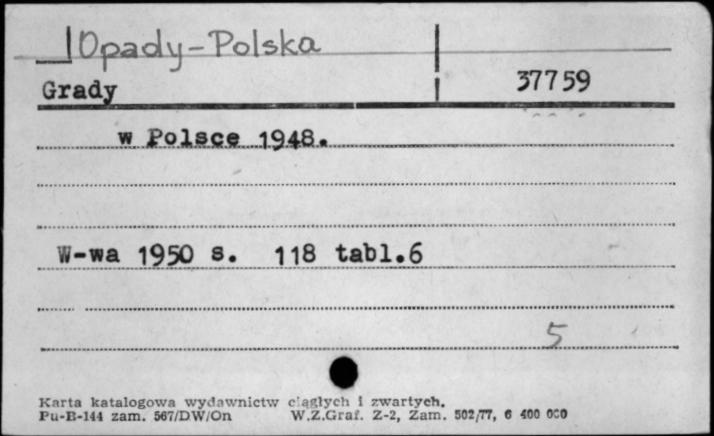 Opady-Polska
Grady 37759
w Polsce 1948.
W-wa 1950 s. 118 tabl.6
5
Karta katalogowa wydawnictw ciągłych i zwartych.
Pu-B-144 zam. 567/DW/On W.Z.Graf. Z-2, Zam. 502/77, 6 400 000